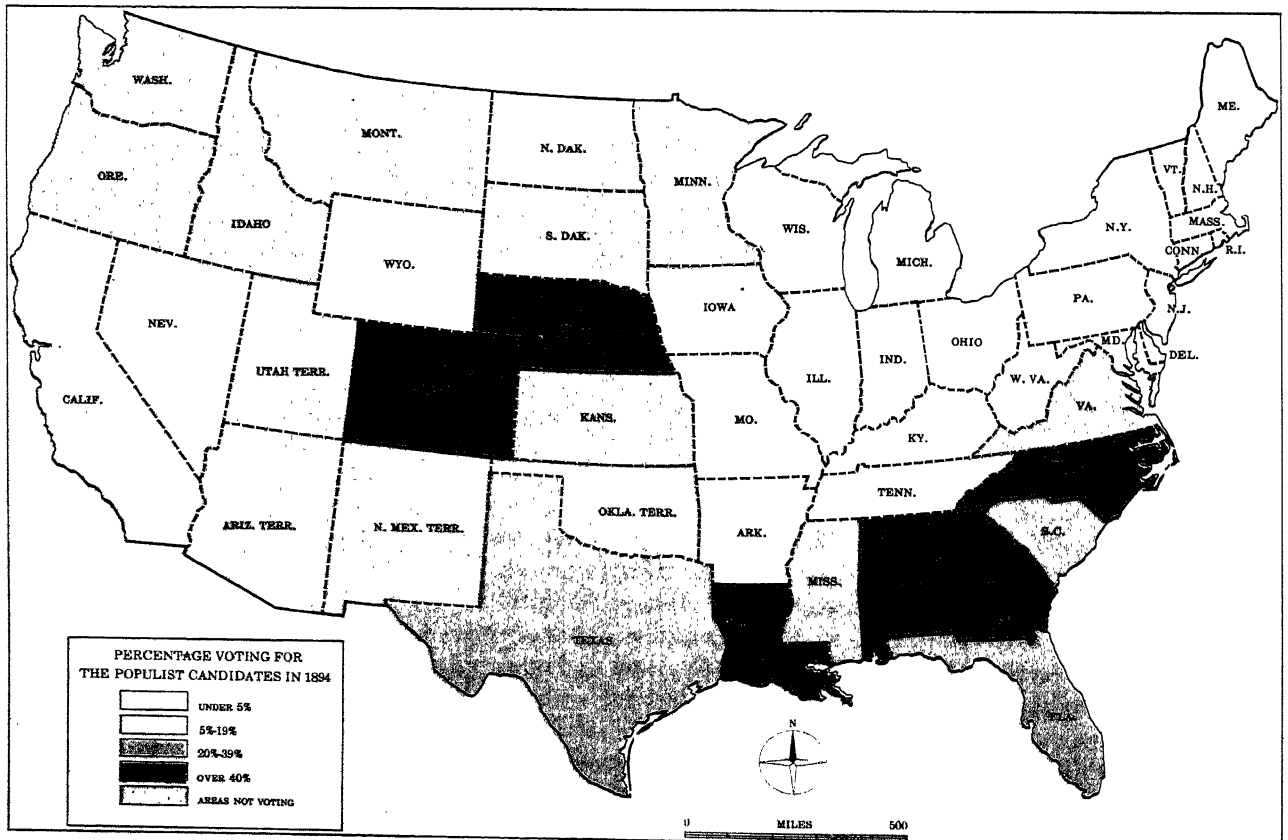 WASH.
MONT.
N. DAK.
MINN.
ME.
VT.
N.H.
ORE.
IDAHO
S. DAK.
WIS.
MICH.
N.Y.
MASS.
CONN.
R.I.
WYO.
IOWA
PA.
N.J.
NEV.
OHIO
MD.
DEL.
UTAH TERR.
ILL.
IND.
W. VA.
VA.
CALIF.
KANS.
MO.
KY.
TENN.
ARIZ. TERR.
N. MEX. TERR.
OKLA. TERR.
ARK.
S.C.
MISS.
TEXAS
FLA.
PERCENTAGE VOTING FOR
THE POPULIST CANDIDATES IN 1894
UNDER 5%
5%-19%
20%-39%
OVER 40%
AREAS NOT VOTING
N
0 MILES 500